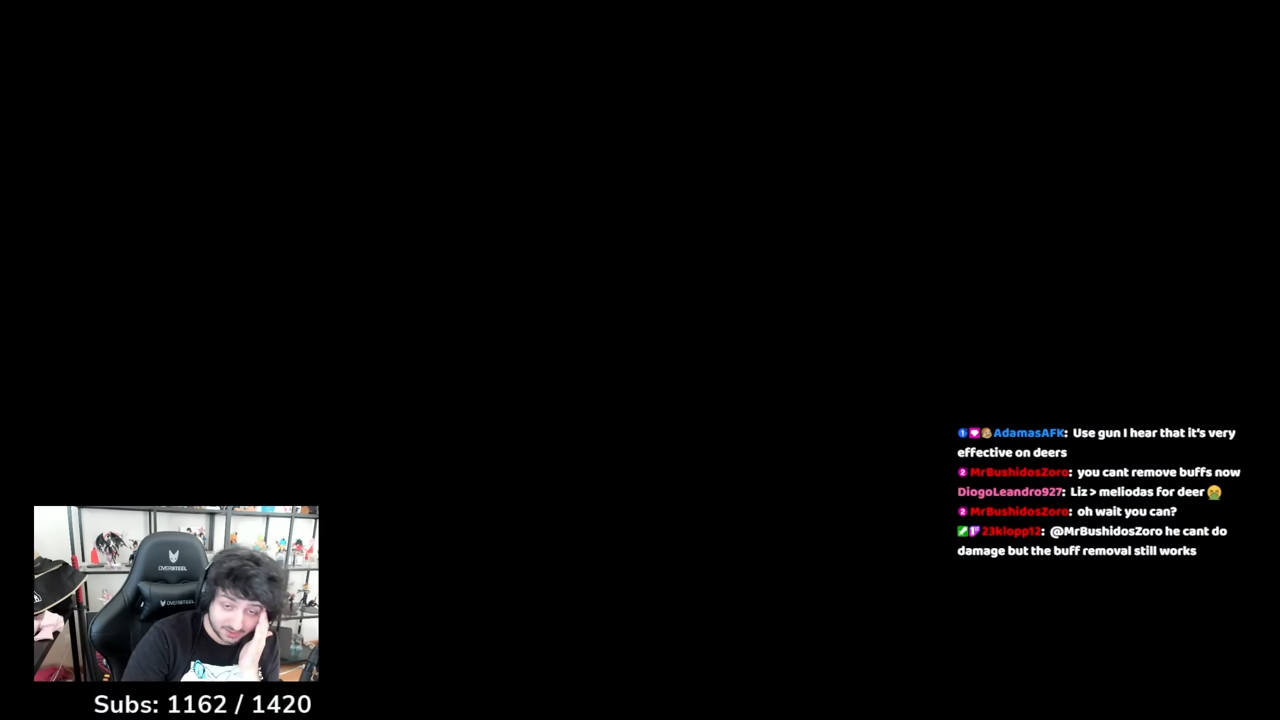 AdamasAFK: Use gun I hear that it's very
effective on deers
MrBushidosZoro: you cant remove buffs now
DiogoLeandro927: Liz > meliodas for deer 🤮
MrBushidosZoro: oh wait you can?
23klopp12: @MrBushidosZoro he cant do
damage but the buff removal still works
OVERSTEEL
OVERSTEEL
Subs: 1162 / 1420